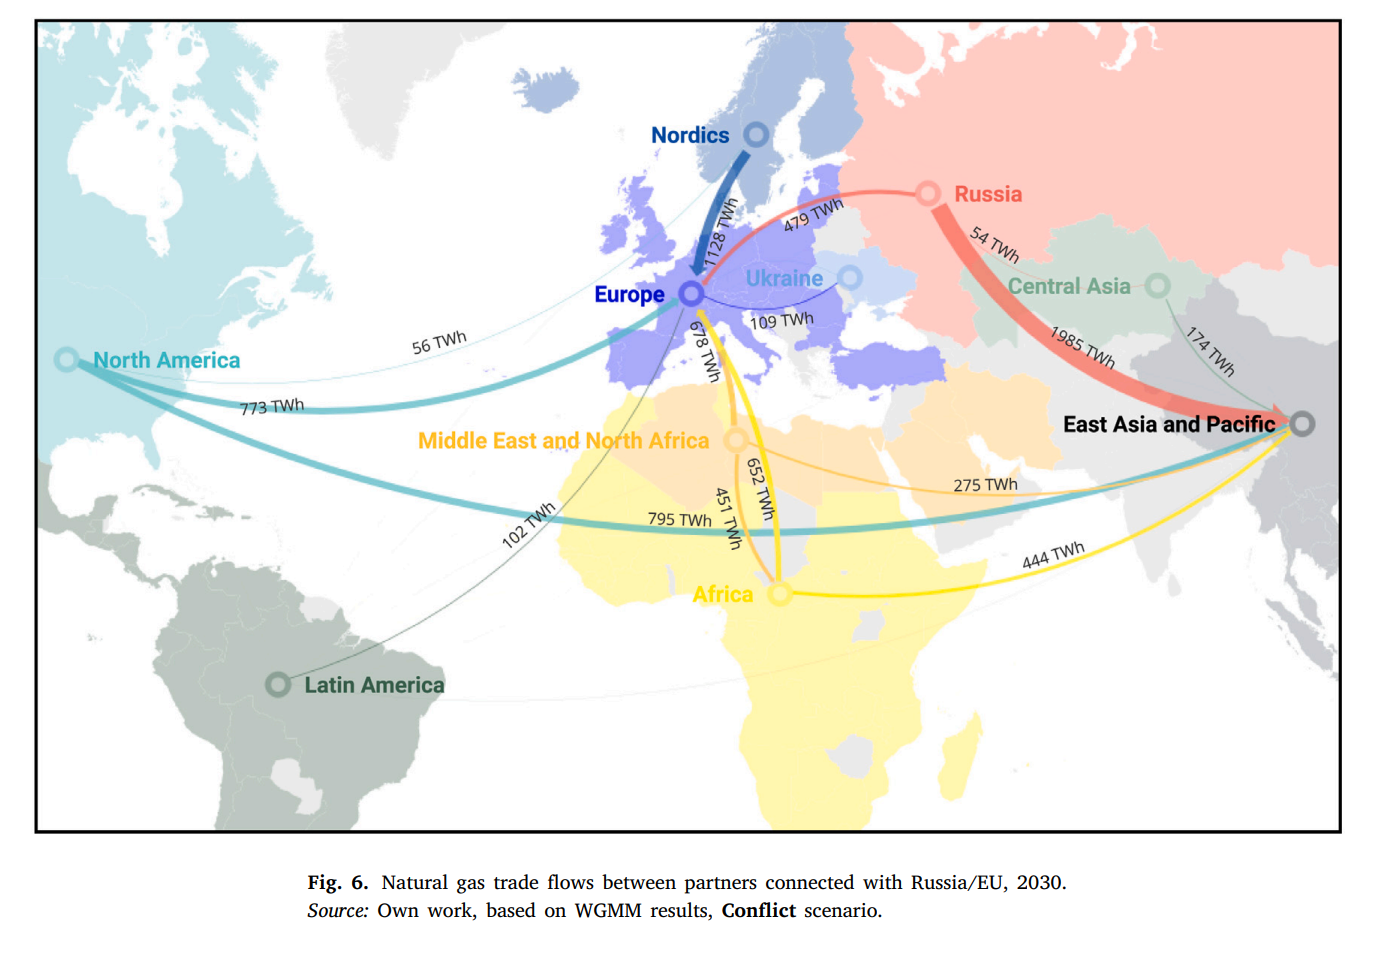 Nordics
1128 TWh
Russia
479 TWh
54 TWh
Ukraine
Central Asia
Europe
109 TWh
56 TWh
678 TWh
1985 TWh
174 TWh
North America
773 TWh
East Asia and Pacific
Middle East and North Africa
652 TWh
275 TWh
451 TWh
795 TWh
102 TWh
444 TWh
Africa
Latin America
Fig. 6. Natural gas trade flows between partners connected with Russia/EU, 2030.
Source: Own work, based on WGMM results, Conflict scenario.